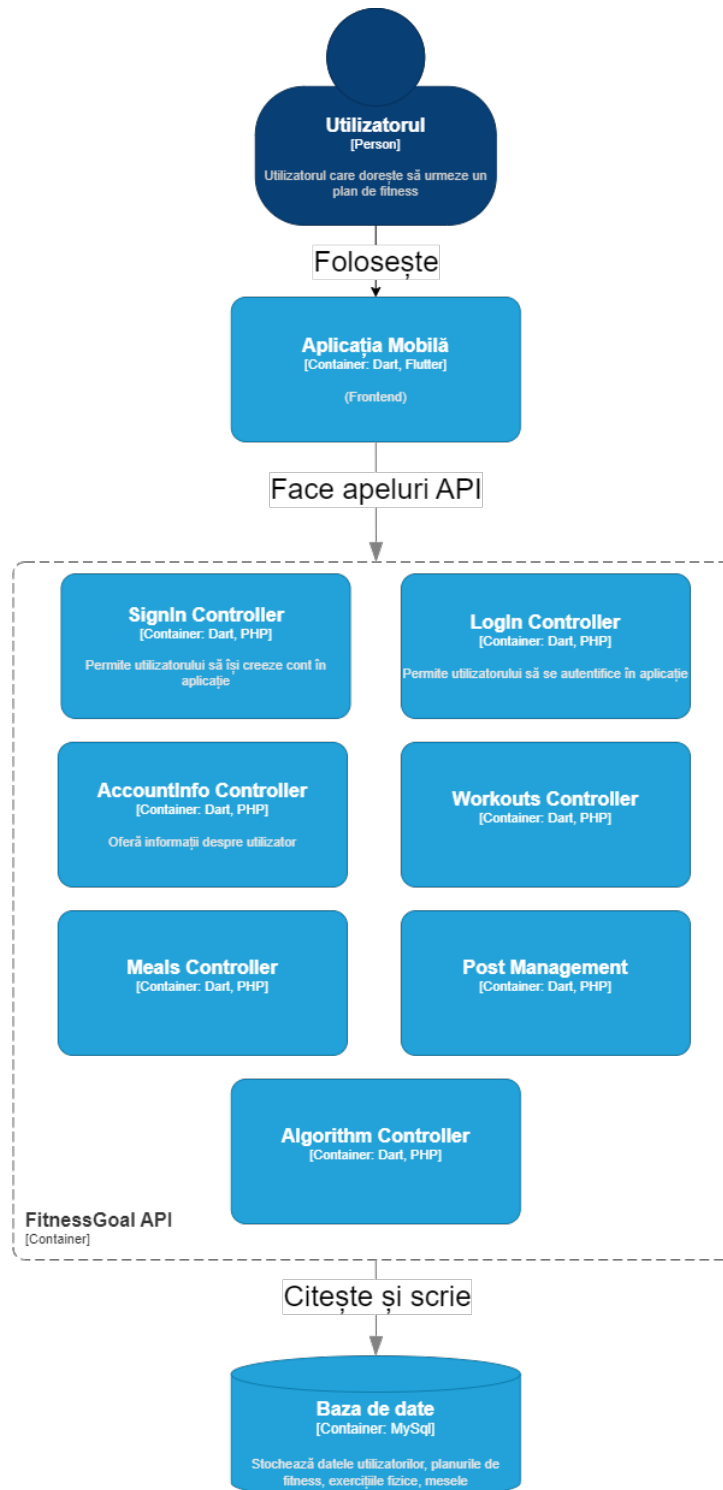 Utilizatorul
[Person]
Utilizatorul care dorește să urmeze un
plan de fitness
Folosește
Aplicația Mobilă
[Container: Dart, Flutter]
(Frontend)
Face apeluri API
SignIn Controller
[Container: Dart, PHP]
Permite utilizatorului să își creeze cont în
aplicație
LogIn Controller
[Container: Dart, PHP]
Permite utilizatorului să se autentifice în aplicație
AccountInfo Controller
[Container: Dart, PHP]
Oferă informații despre utilizator
Workouts Controller
[Container: Dart, PHP]
Meals Controller
[Container: Dart, PHP]
Post Management
[Container: Dart, PHP]
Algorithm Controller
[Container: Dart, PHP]
FitnessGoal API
[Container]
Citește și scrie
Baza de date
[Container: MySql]
Stochează datele utilizatorilor, planurile de
fitness, exercițiile fizice, mesele